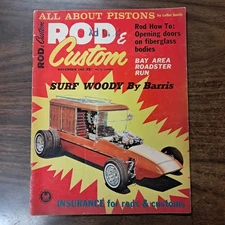 ALL ABOUT PISTONS
ROD &
Custom
Rod How To:
Opening doors
on fiberglass
bodies
BAY AREA
ROADSTER
RUN
SURF WOODY By Barris
INSURANCE for rods & customs